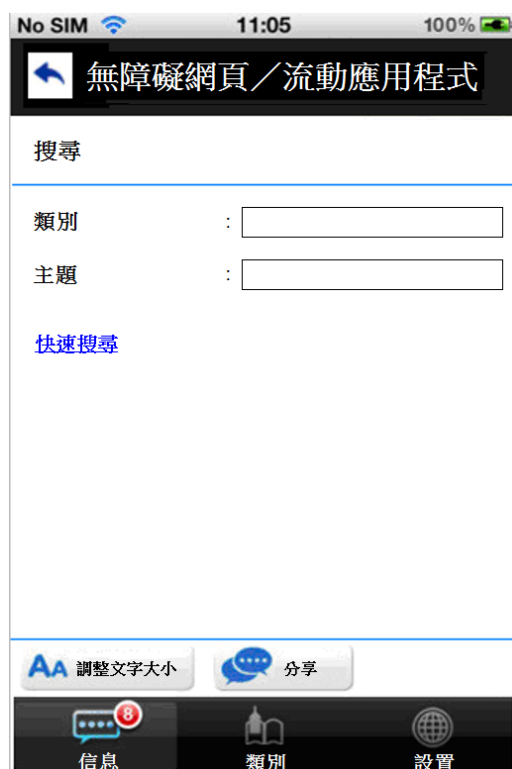 No SIM 11:05 100%
無障礙網頁／流動應用程式
搜尋
類別 :
主題 :
快速搜尋
AA 調整文字大小 分享
8
信息 類別 設置